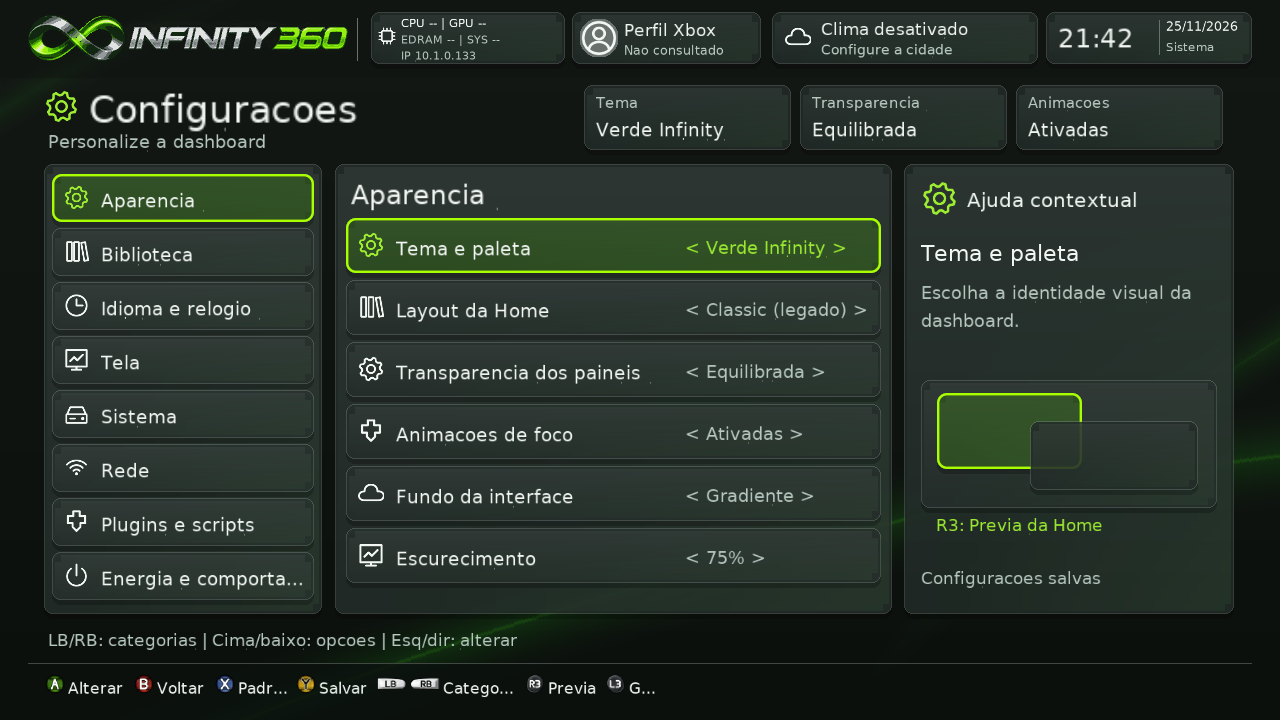 INFINITY 360
CPU -- | GPU --
EDRAM -- | SYS --
IP 10.1.0.133
Perfil Xbox
Nao consultado
Clima desativado
Configure a cidade
21:42
25/11/2026
Sistema
Configuracoes
Personalize a dashboard
Tema
Verde Infinity
Transparencia
Equilibrada
Animacoes
Ativadas
Aparencia
Biblioteca
Idioma e relogio
Tela
Sistema
Rede
Plugins e scripts
Energia e comporta...
Aparencia
Tema e paleta < Verde Infinity >
Layout da Home < Classic (legado) >
Transparencia dos paineis < Equilibrada >
Animacoes de foco < Ativadas >
Fundo da interface < Gradiente >
Escurecimento < 75% >
Ajuda contextual
Tema e paleta
Escolha a identidade visual da
dashboard.
R3: Previa da Home
Configuracoes salvas
LB/RB: categorias | Cima/baixo: opcoes | Esq/dir: alterar
A Alterar B Voltar X Padr... Y Salvar LB RB Catego... R3 Previa L3 G...